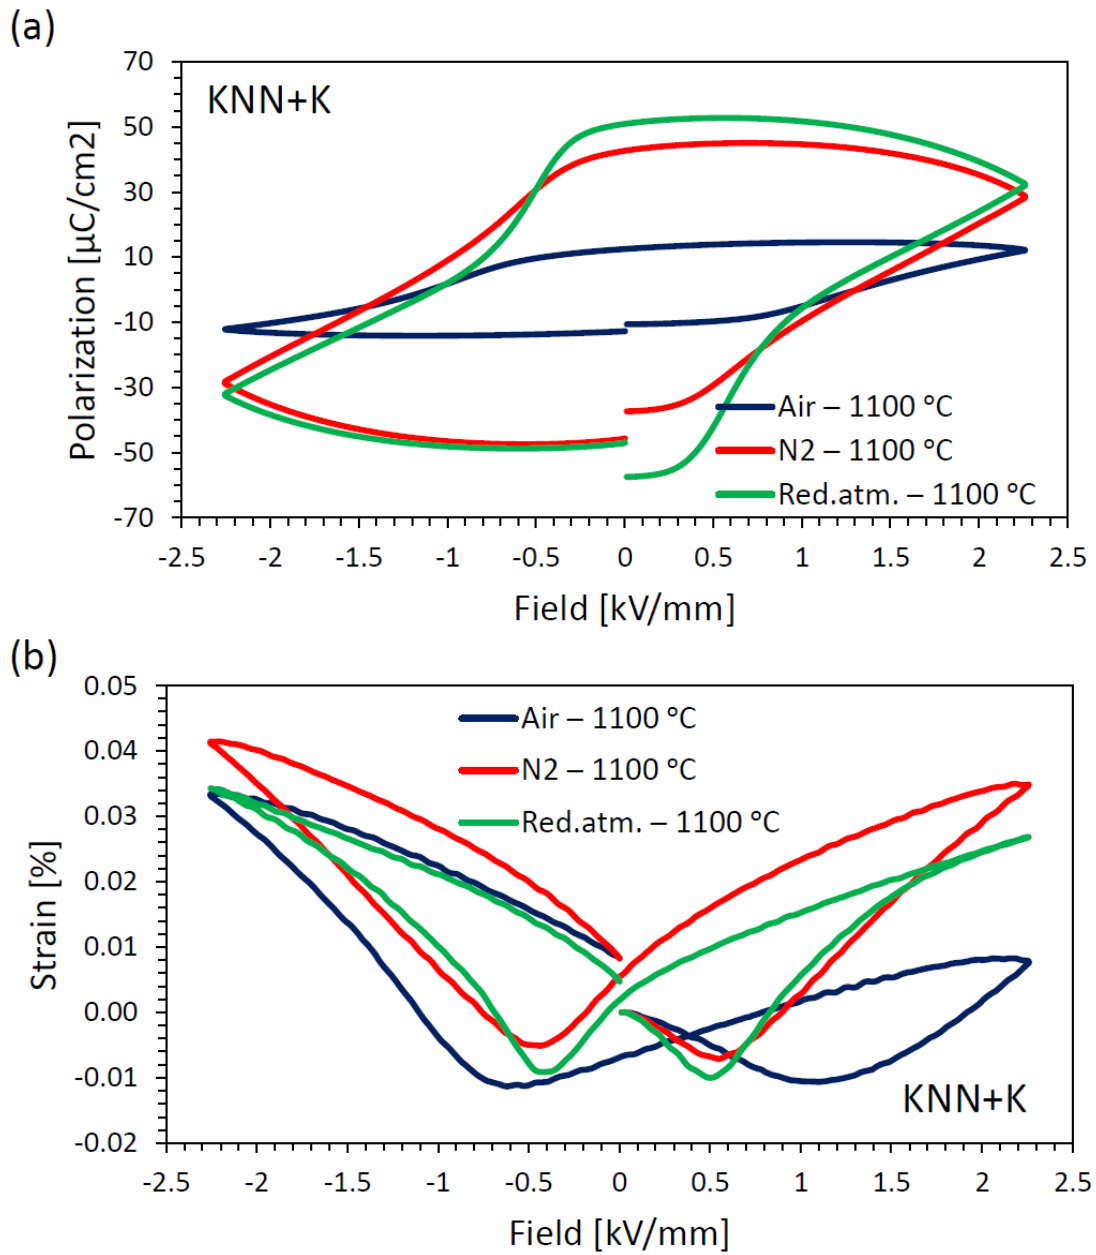 (a)
70
50
30
10
-10
-30
-50
-70
Polarization [µC/cm2]
KNN+K
Air – 1100 °C
N2 – 1100 °C
Red.atm. – 1100 °C
-2.5 -2 -1.5 -1 -0.5 0 0.5 1 1.5 2 2.5
Field [kV/mm]
(b)
0.05
0.04
0.03
0.02
0.01
0.00
-0.01
-0.02
Strain [%]
Air – 1100 °C
N2 – 1100 °C
Red.atm. – 1100 °C
KNN+K
-2.5 -2 -1.5 -1 -0.5 0 0.5 1 1.5 2 2.5
Field [kV/mm]